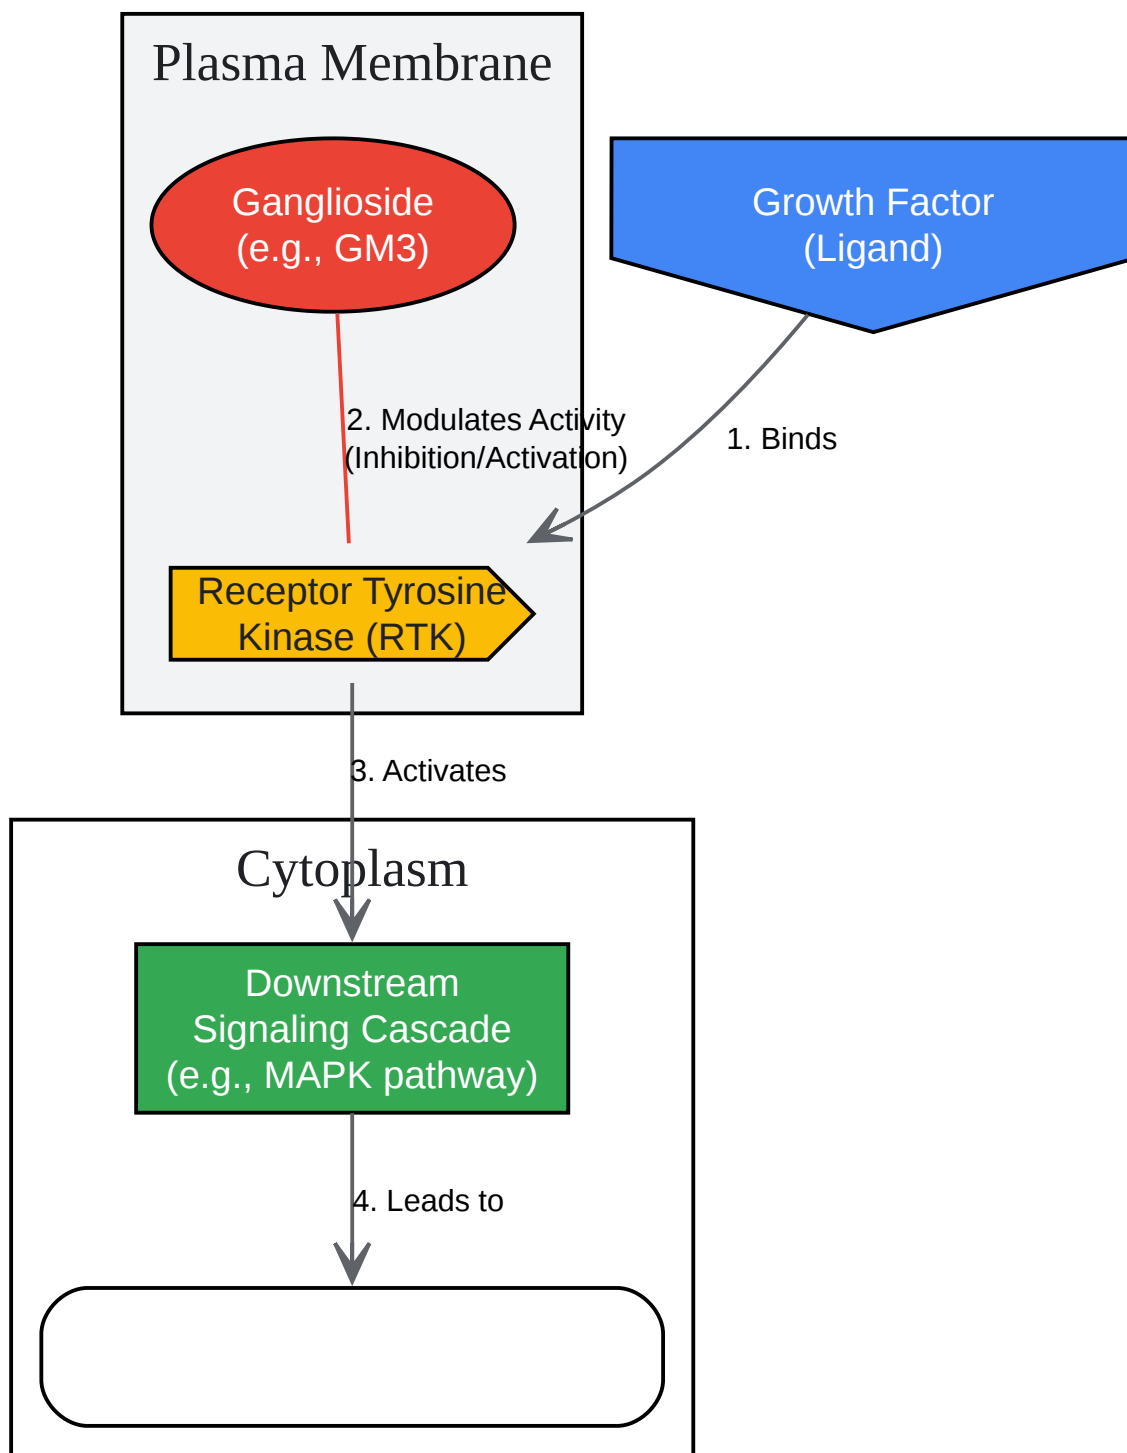 Plasma Membrane
Ganglioside
(e.g., GM3)
Growth Factor
(Ligand)
2. Modulates Activity
(Inhibition/Activation)
1. Binds
Receptor Tyrosine
Kinase (RTK)
3. Activates
Cytoplasm
Downstream
Signaling Cascade
(e.g., MAPK pathway)
4. Leads to